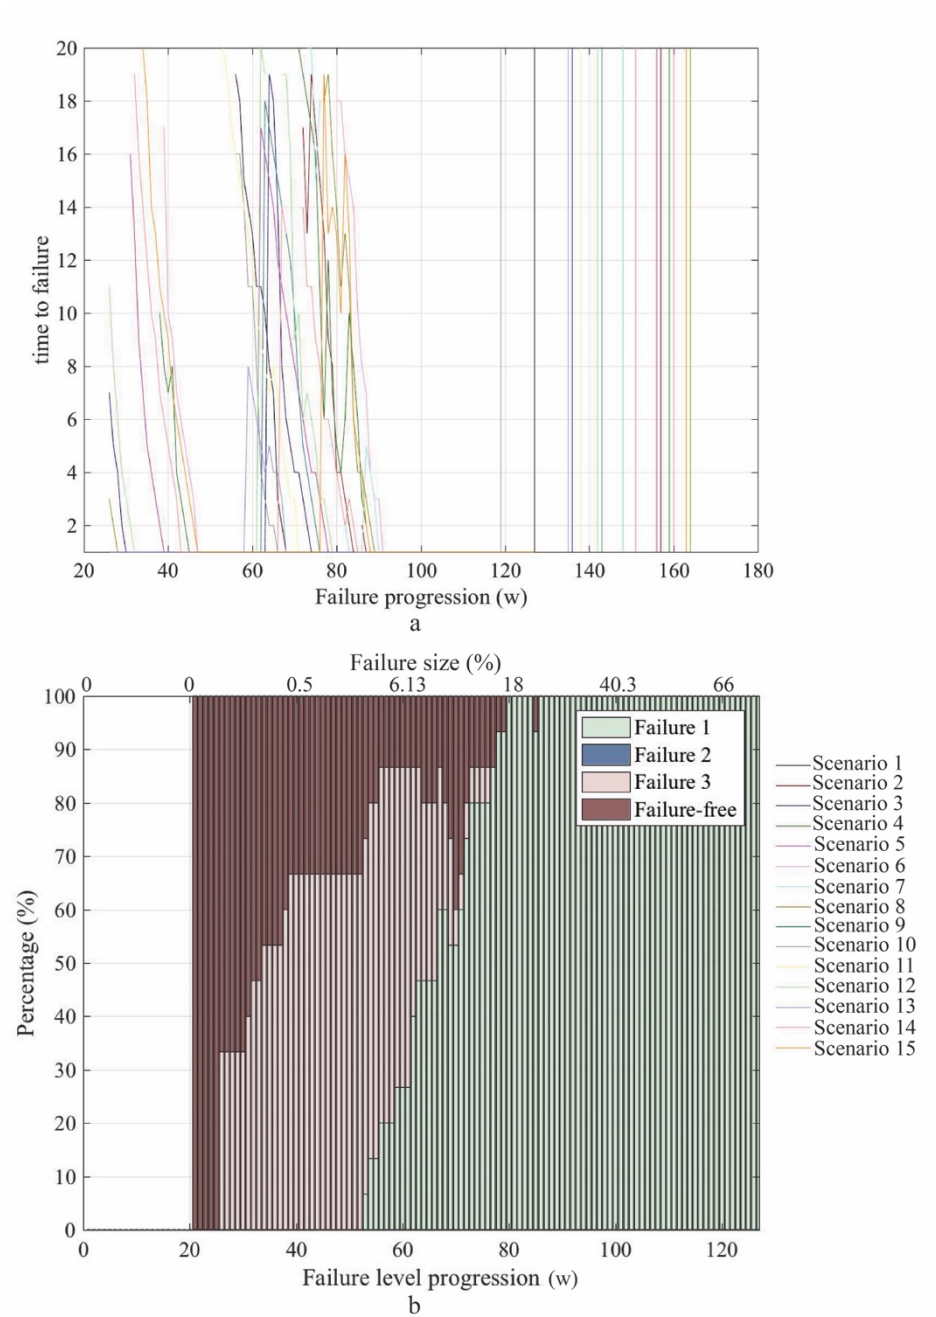 20
18
16
14
12
10
8
6
4
2
time to failure
20 40 60 80 100 120 140 160 180
Failure progression (w)
a
Failure size (%)
0 0 0.5 6.13 18 40.3 66
100
90
80
70
60
50
40
30
20
10
0
Percentage (%)
Failure 1
Failure 2
Failure 3
Failure-free
Scenario 1
Scenario 2
Scenario 3
Scenario 4
Scenario 5
Scenario 6
Scenario 7
Scenario 8
Scenario 9
Scenario 10
Scenario 11
Scenario 12
Scenario 13
Scenario 14
Scenario 15
0 20 40 60 80 100 120
Failure level progression (w)
b